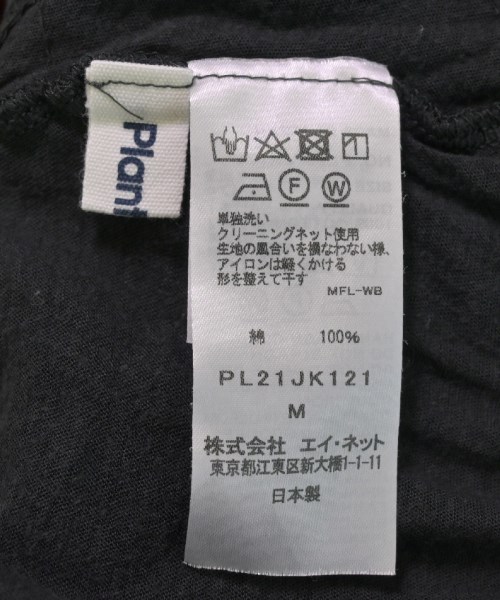 Plant
F
W
単独洗い
クリーニングネット使用
生地の風合いを損なわない様、
アイロンは軽くかける
形を整えて干す
MFL-WB
綿 100%
PL21JK121
M
株式会社 エイ・ネット
東京都江東区新大橋1-1-11
日本製